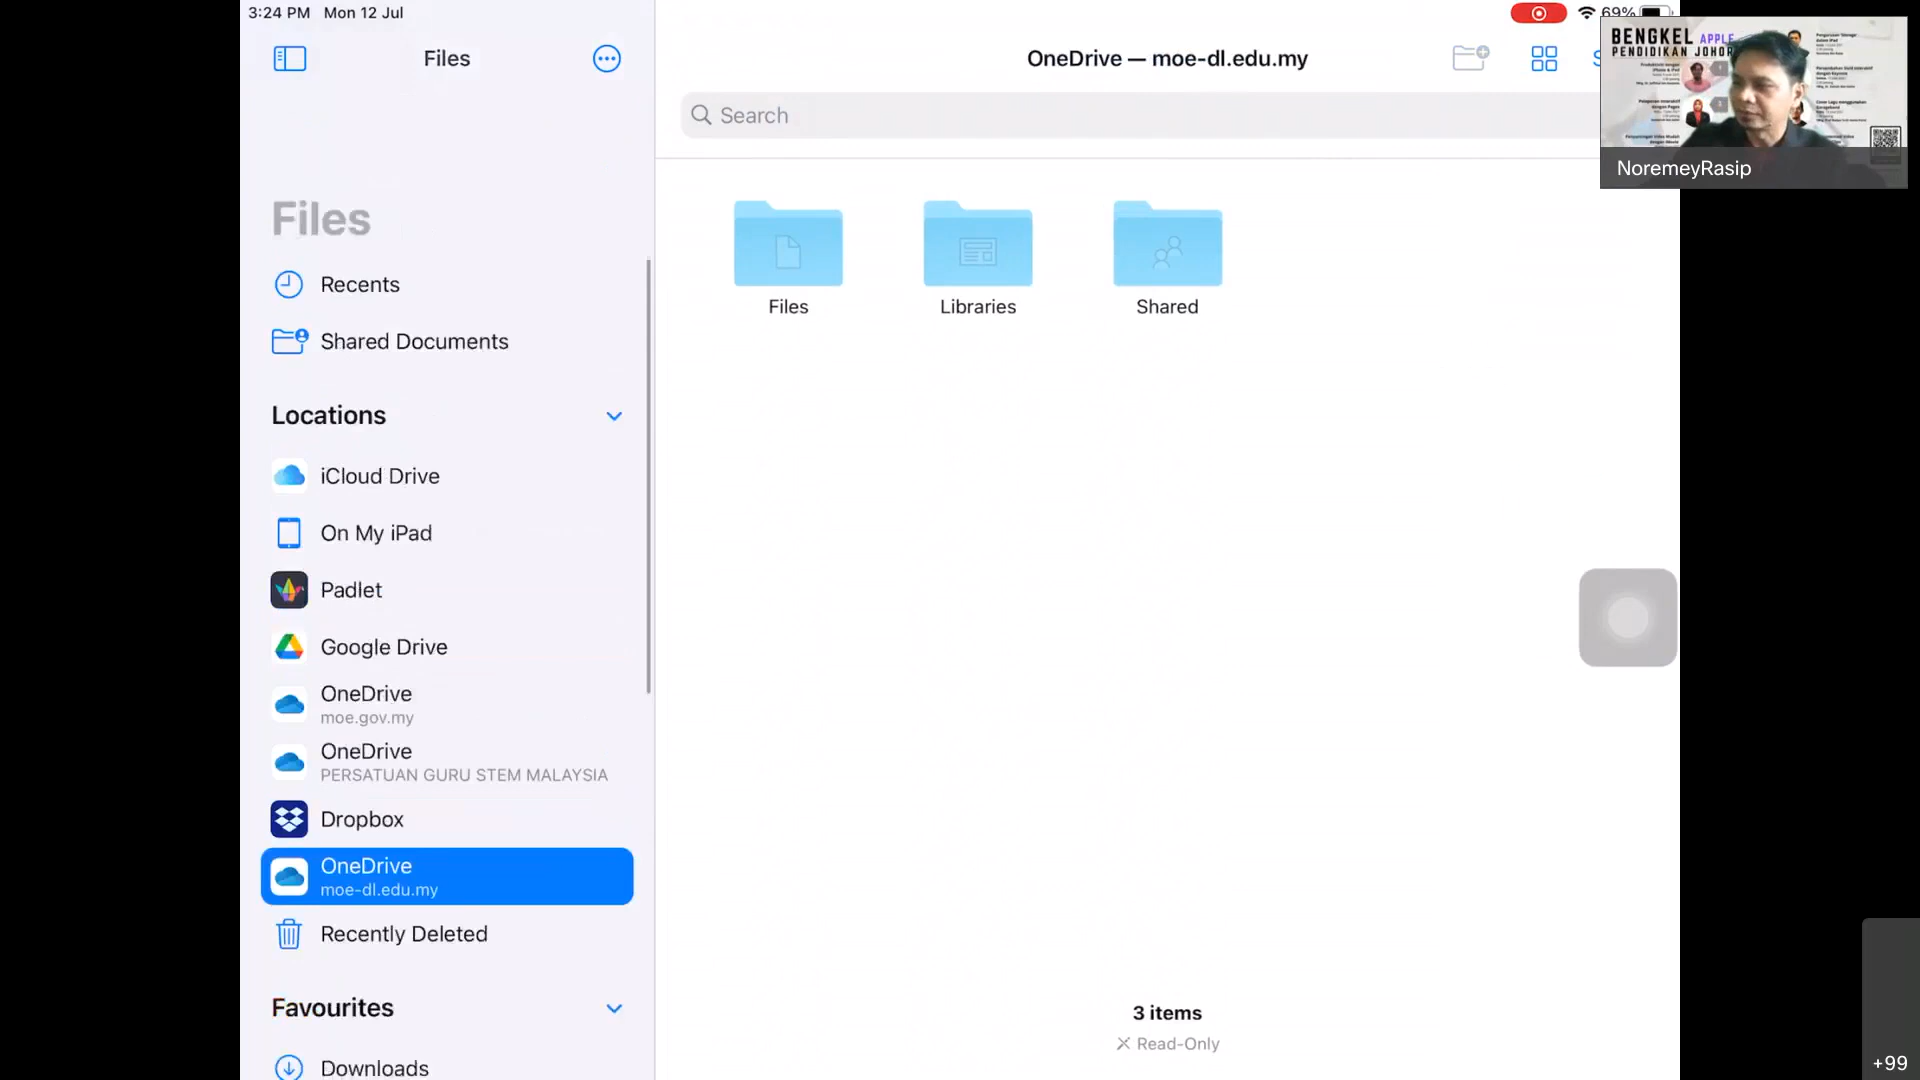 3:24 PM Mon 12 Jul
69%
Files
OneDrive — moe-dl.edu.my
Search
Files
Recents
Shared Documents
Locations
iCloud Drive
On My iPad
Padlet
Google Drive
OneDrive
moe.gov.my
OneDrive
PERSATUAN GURU STEM MALAYSIA
Dropbox
OneDrive
moe-dl.edu.my
Recently Deleted
Favourites
Downloads
Files
Libraries
Shared
3 items
Read-Only
BENGKEL APPLE
PENDIDIKAN JOHOR
NoremeyRasip
+99